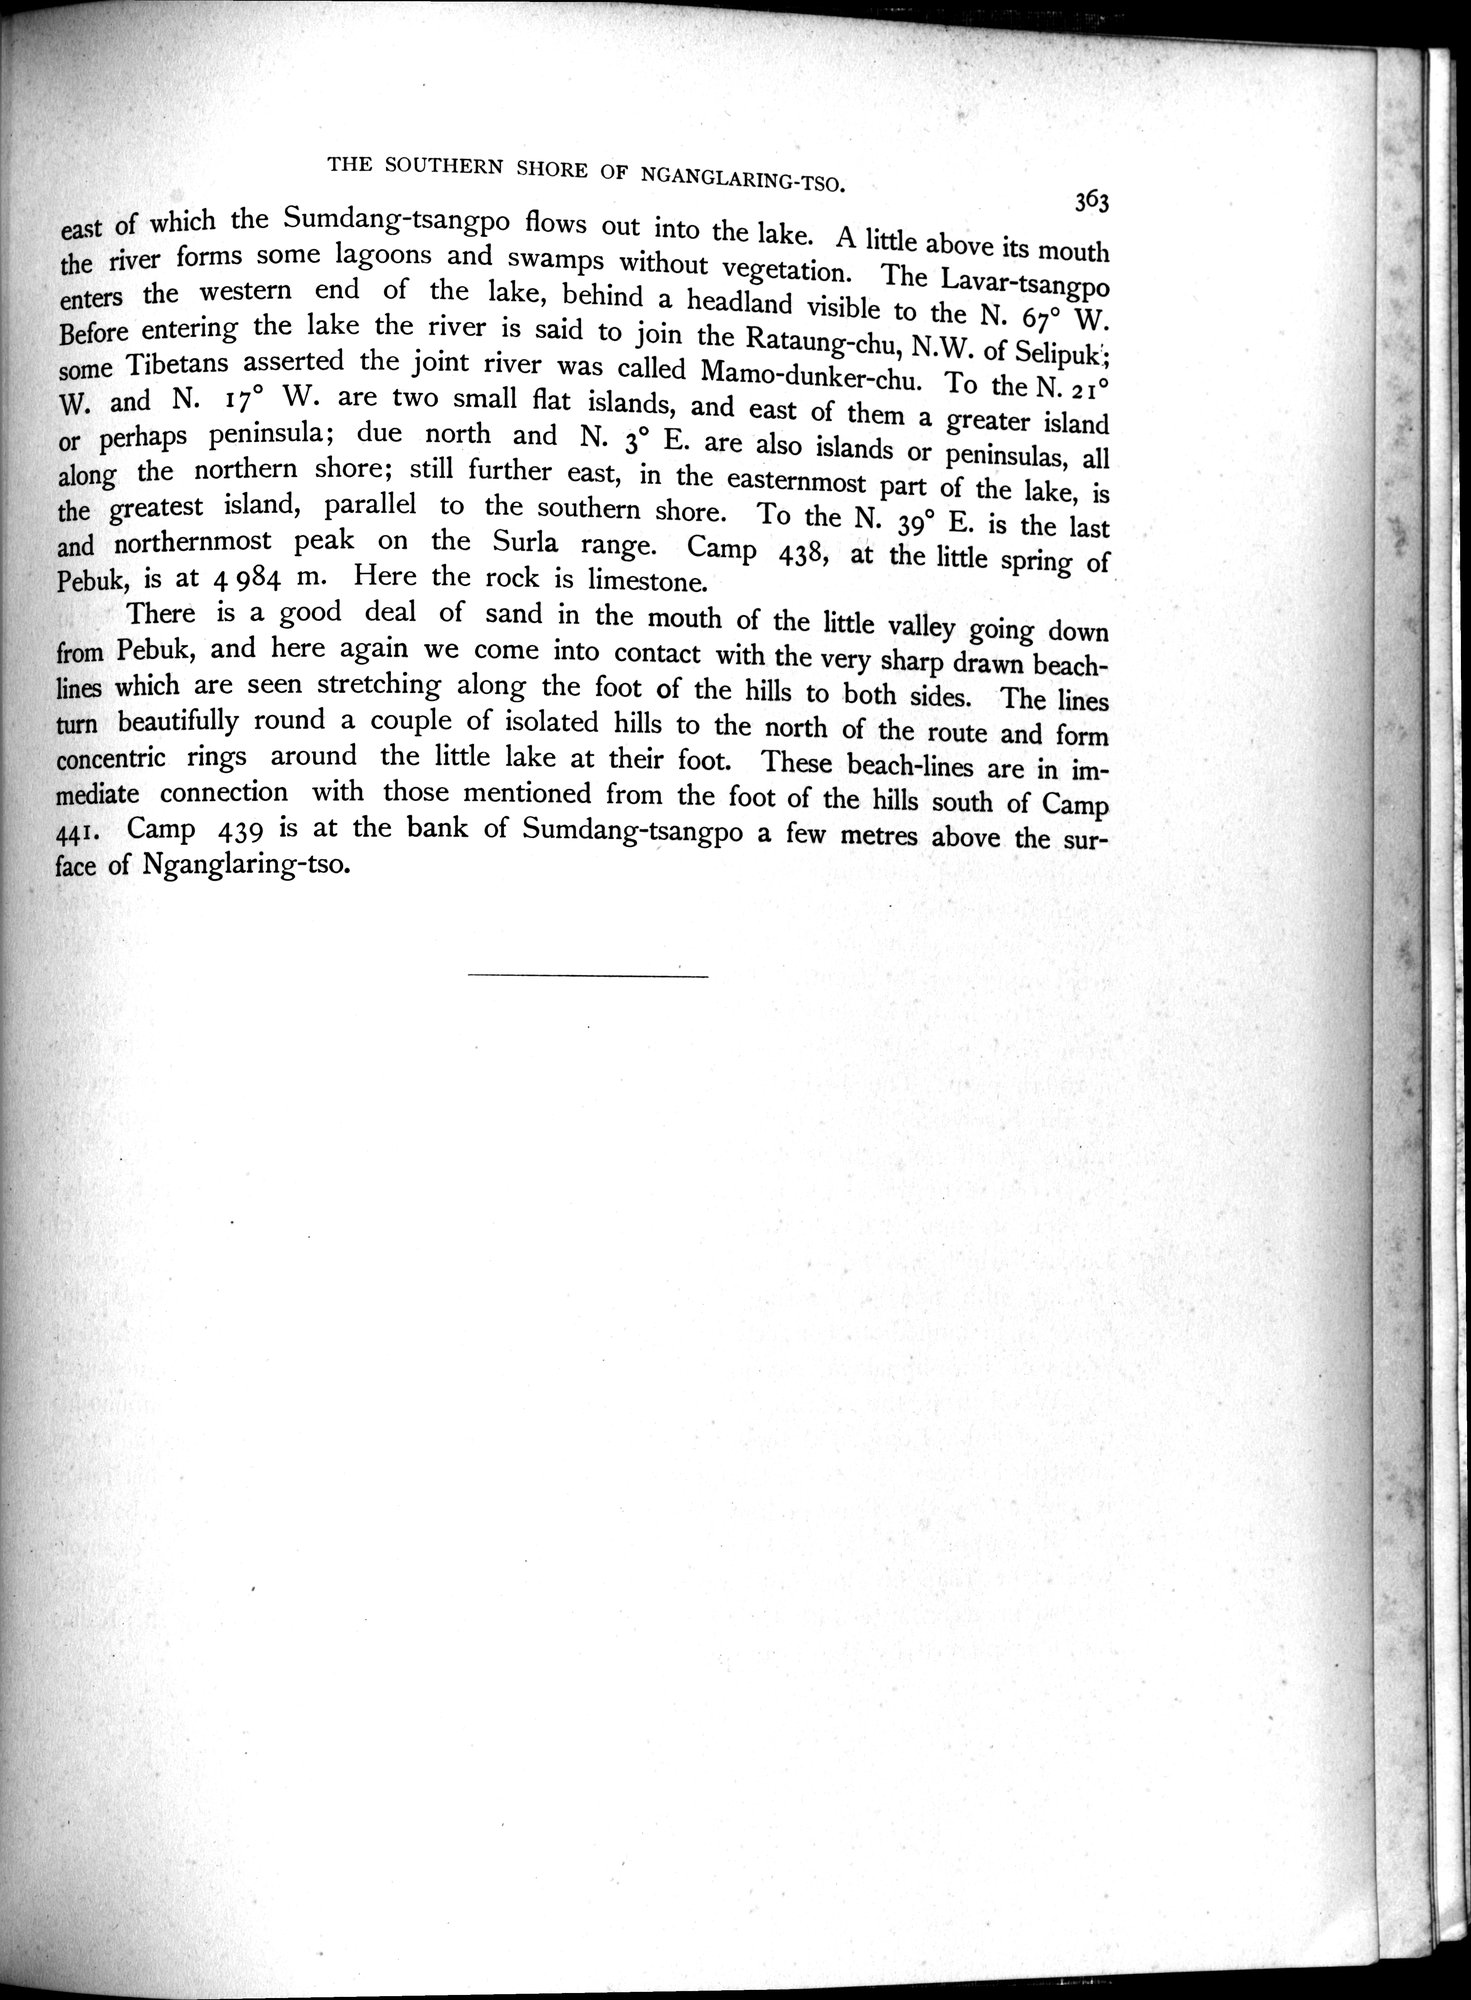 THE SOUTHERN SHORE OF NGANGLARING-TSO.
363
east of which the Sumdang-tsangpo flows out into the lake. A little above its mouth
the river forms some lagoons and swamps without vegetation. The Lavar-tsangpo
enters the western end of the lake, behind a headland visible to the N. 67° W.
Before entering the lake the river is said to join the Rataung-chu, N.W. of Selipuk;
some Tibetans asserted the joint river was called Mamo-dunker-chu. To the N. 21°
W. and N. 17° W. are two small flat islands, and east of them a greater island
or perhaps peninsula; due north and N. 3° E. are also islands or peninsulas, all
along the northern shore; still further east, in the easternmost part of the lake, is
the greatest island, parallel to the southern shore. To the N. 39° E. is the last
and northernmost peak on the Surla range. Camp 438, at the little spring of
Pebuk, is at 4 984 m. Here the rock is limestone.
There is a good deal of sand in the mouth of the little valley going down
from Pebuk, and here again we come into contact with the very sharp drawn beach-
lines which are seen stretching along the foot of the hills to both sides. The lines
turn beautifully round a couple of isolated hills to the north of the route and form
concentric rings around the little lake at their foot. These beach-lines are in im-
mediate connection with those mentioned from the foot of the hills south of Camp
441. Camp 439 is at the bank of Sumdang-tsangpo a few metres above the sur-
face of Nganglaring-tso.